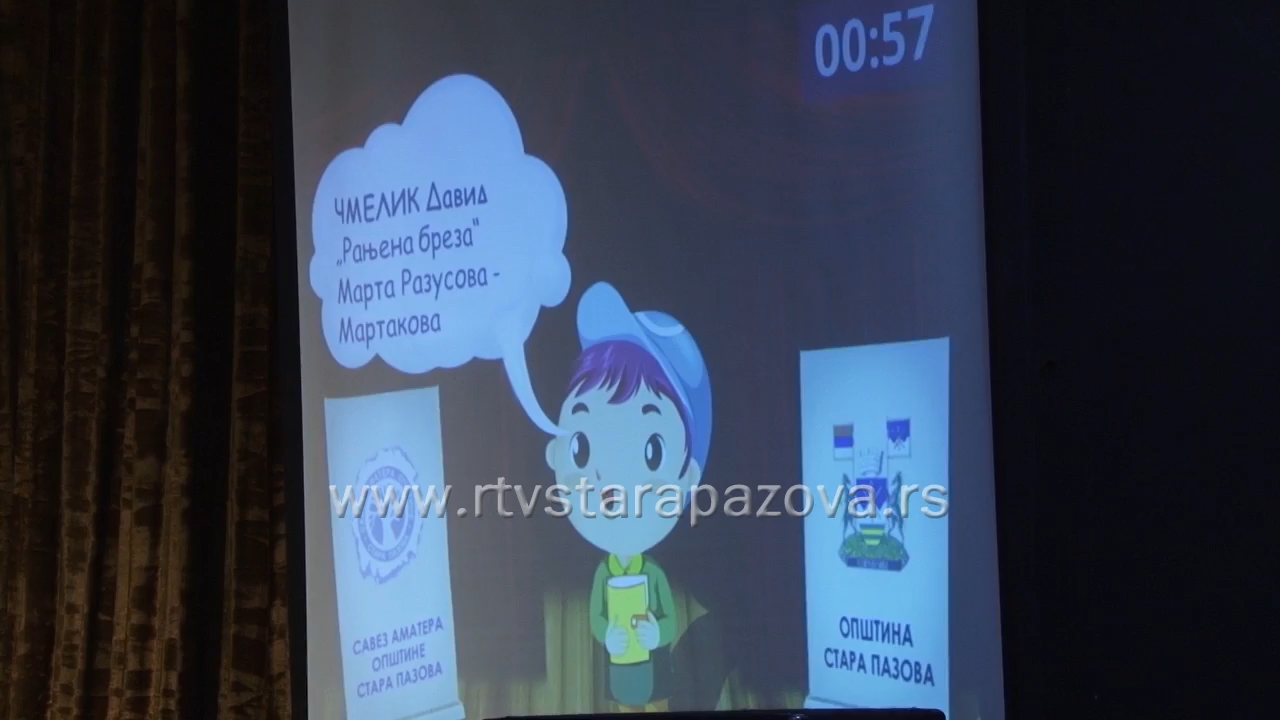 00:57
ЧМЕЛИК Давид
„Рањена бреза“
Марта Разусова -
Мартакова
www.rtvstarapazova.rs
САВЕЗ АМАТЕРА
ОПШТИНЕ
СТАРА ПАЗОВА
ОПШТИНА
СТАРА ПАЗОВА